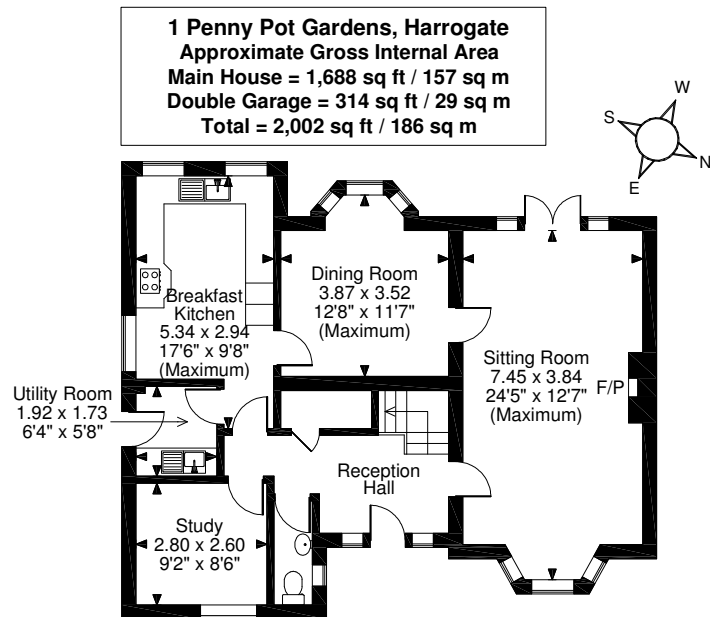 1 Penny Pot Gardens, Harrogate
Approximate Gross Internal Area
Main House = 1,688 sq ft / 157 sq m
Double Garage = 314 sq ft / 29 sq m
Total = 2,002 sq ft / 186 sq m
W
S
N
E
Dining Room
3.87 x 3.52
12'8" x 11'7"
(Maximum)
Breakfast
Kitchen
5.34 x 2.94
17'6" x 9'8"
(Maximum)
Sitting Room
7.45 x 3.84
24'5" x 12'7"
(Maximum)
F/P
Utility Room
1.92 x 1.73
6'4" x 5'8"
Reception
Hall
Study
2.80 x 2.60
9'2" x 8'6"